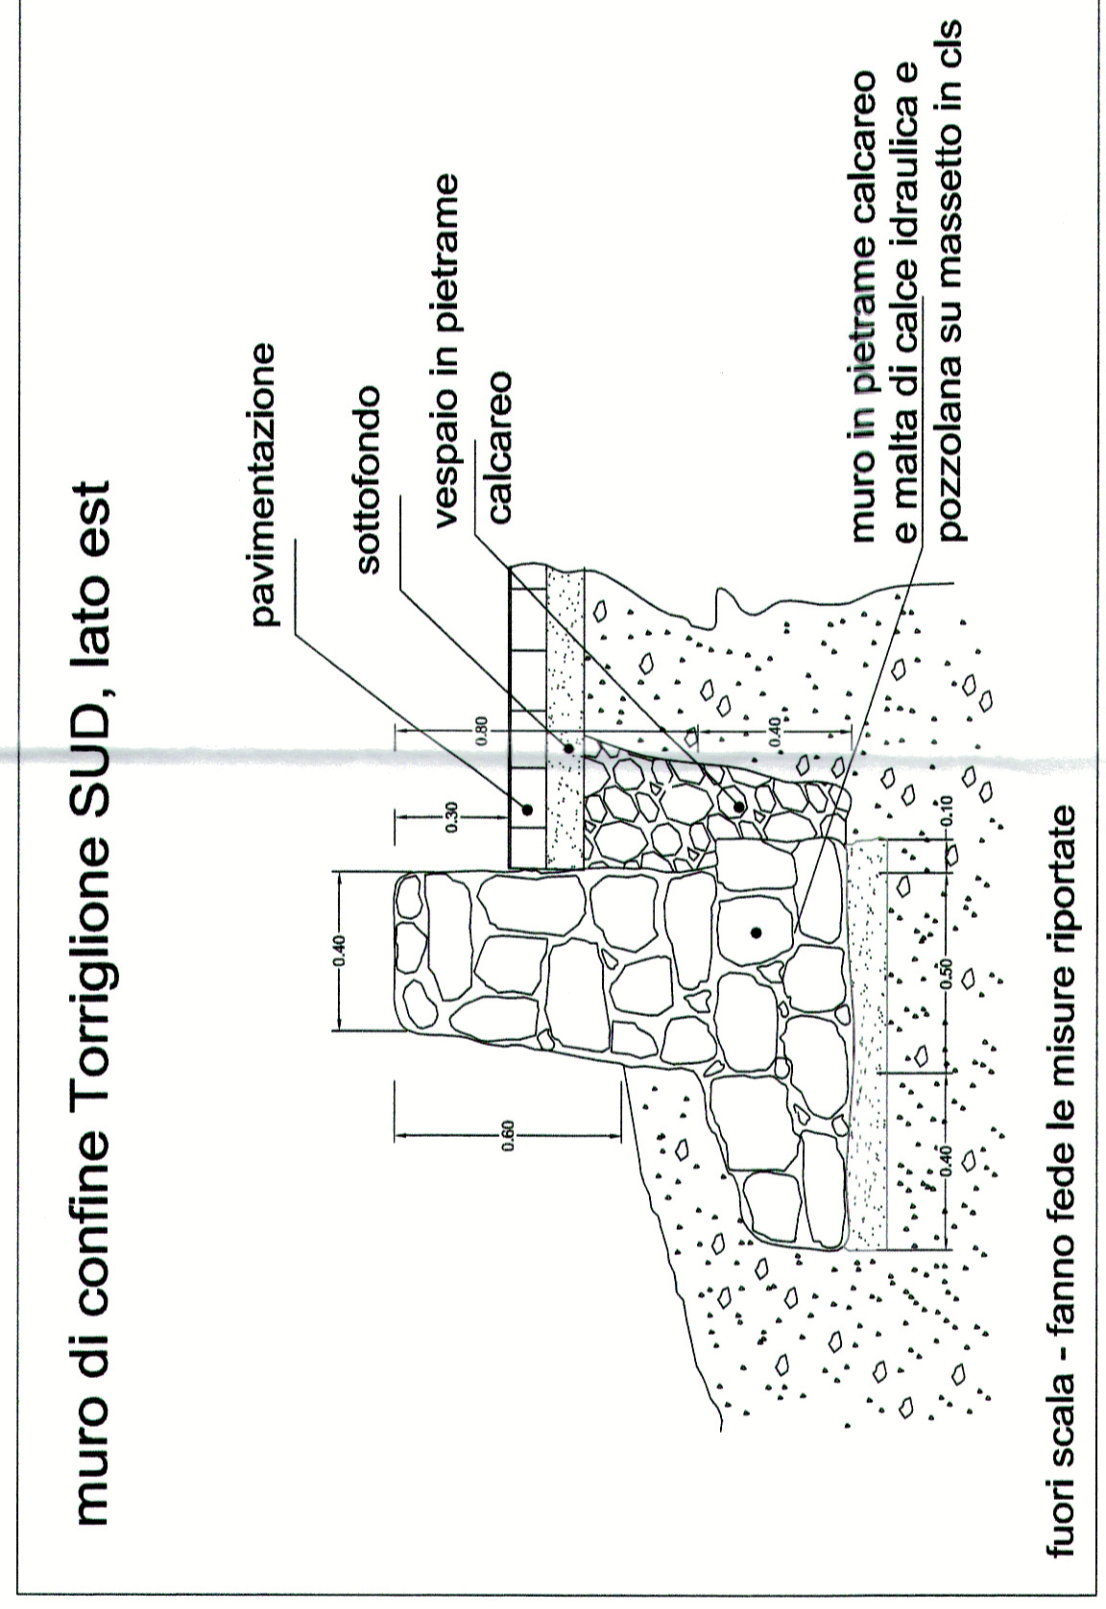 muro di confine Torriglione SUD, lato est
pavimentazione
sottofondo
vespaio in pietrame
calcareo
muro in pietrame calcareo
e malta di calce idraulica e
pozzolana su massetto in cls
0.40
0.30
0.80
0.60
0.40
0.40
0.50
0.10
fuori scala - fanno fede le misure riportate